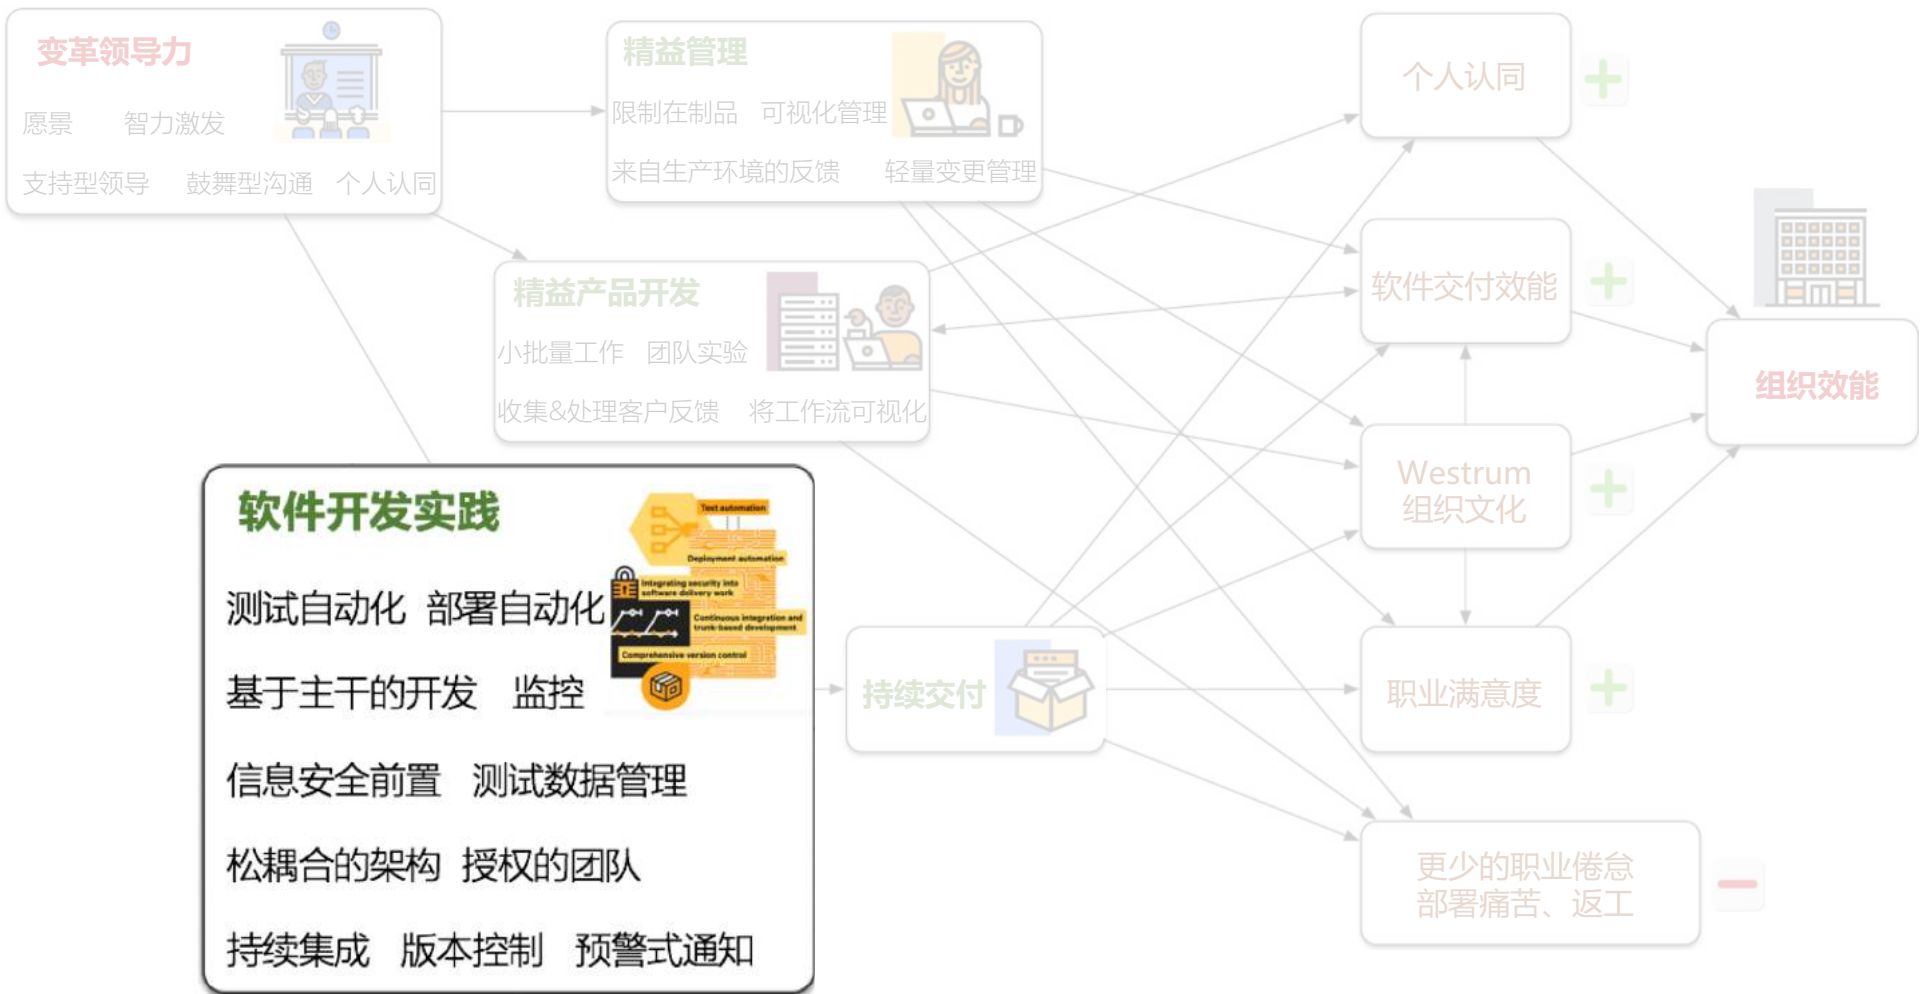 变革领导力
愿景 智力激发
支持型领导 鼓舞型沟通 个人认同
精益管理
限制在制品 可视化管理
来自生产环境的反馈 轻量变更管理
精益产品开发
小批量工作 团队实验
收集&处理客户反馈 将工作流可视化
软件开发实践
测试自动化 部署自动化
基于主干的开发 监控
信息安全前置 测试数据管理
松耦合的架构 授权的团队
持续集成 版本控制 预警式通知
Test automation
Deployment automation
Integrating security into
software delivery work
Continuous integration and
trunk-based development
Comprehensive version control
持续交付
个人认同
软件交付效能
Westrum
组织文化
职业满意度
更少的职业倦怠
部署痛苦、返工
组织效能